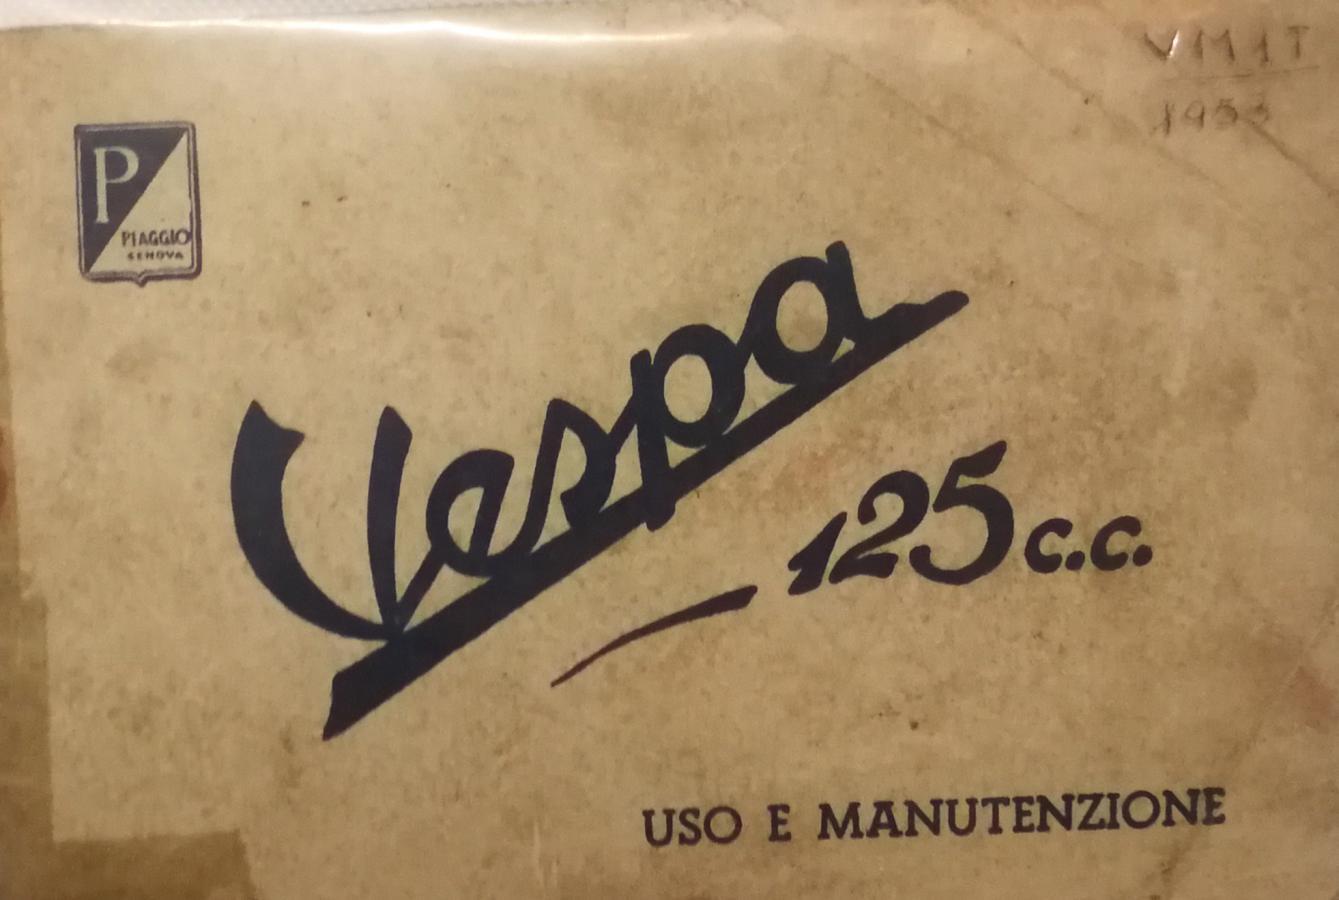 VM1T
1953
P
PIAGGIO
GENOVA
Vespa
125 c.c.
USO E MANUTENZIONE